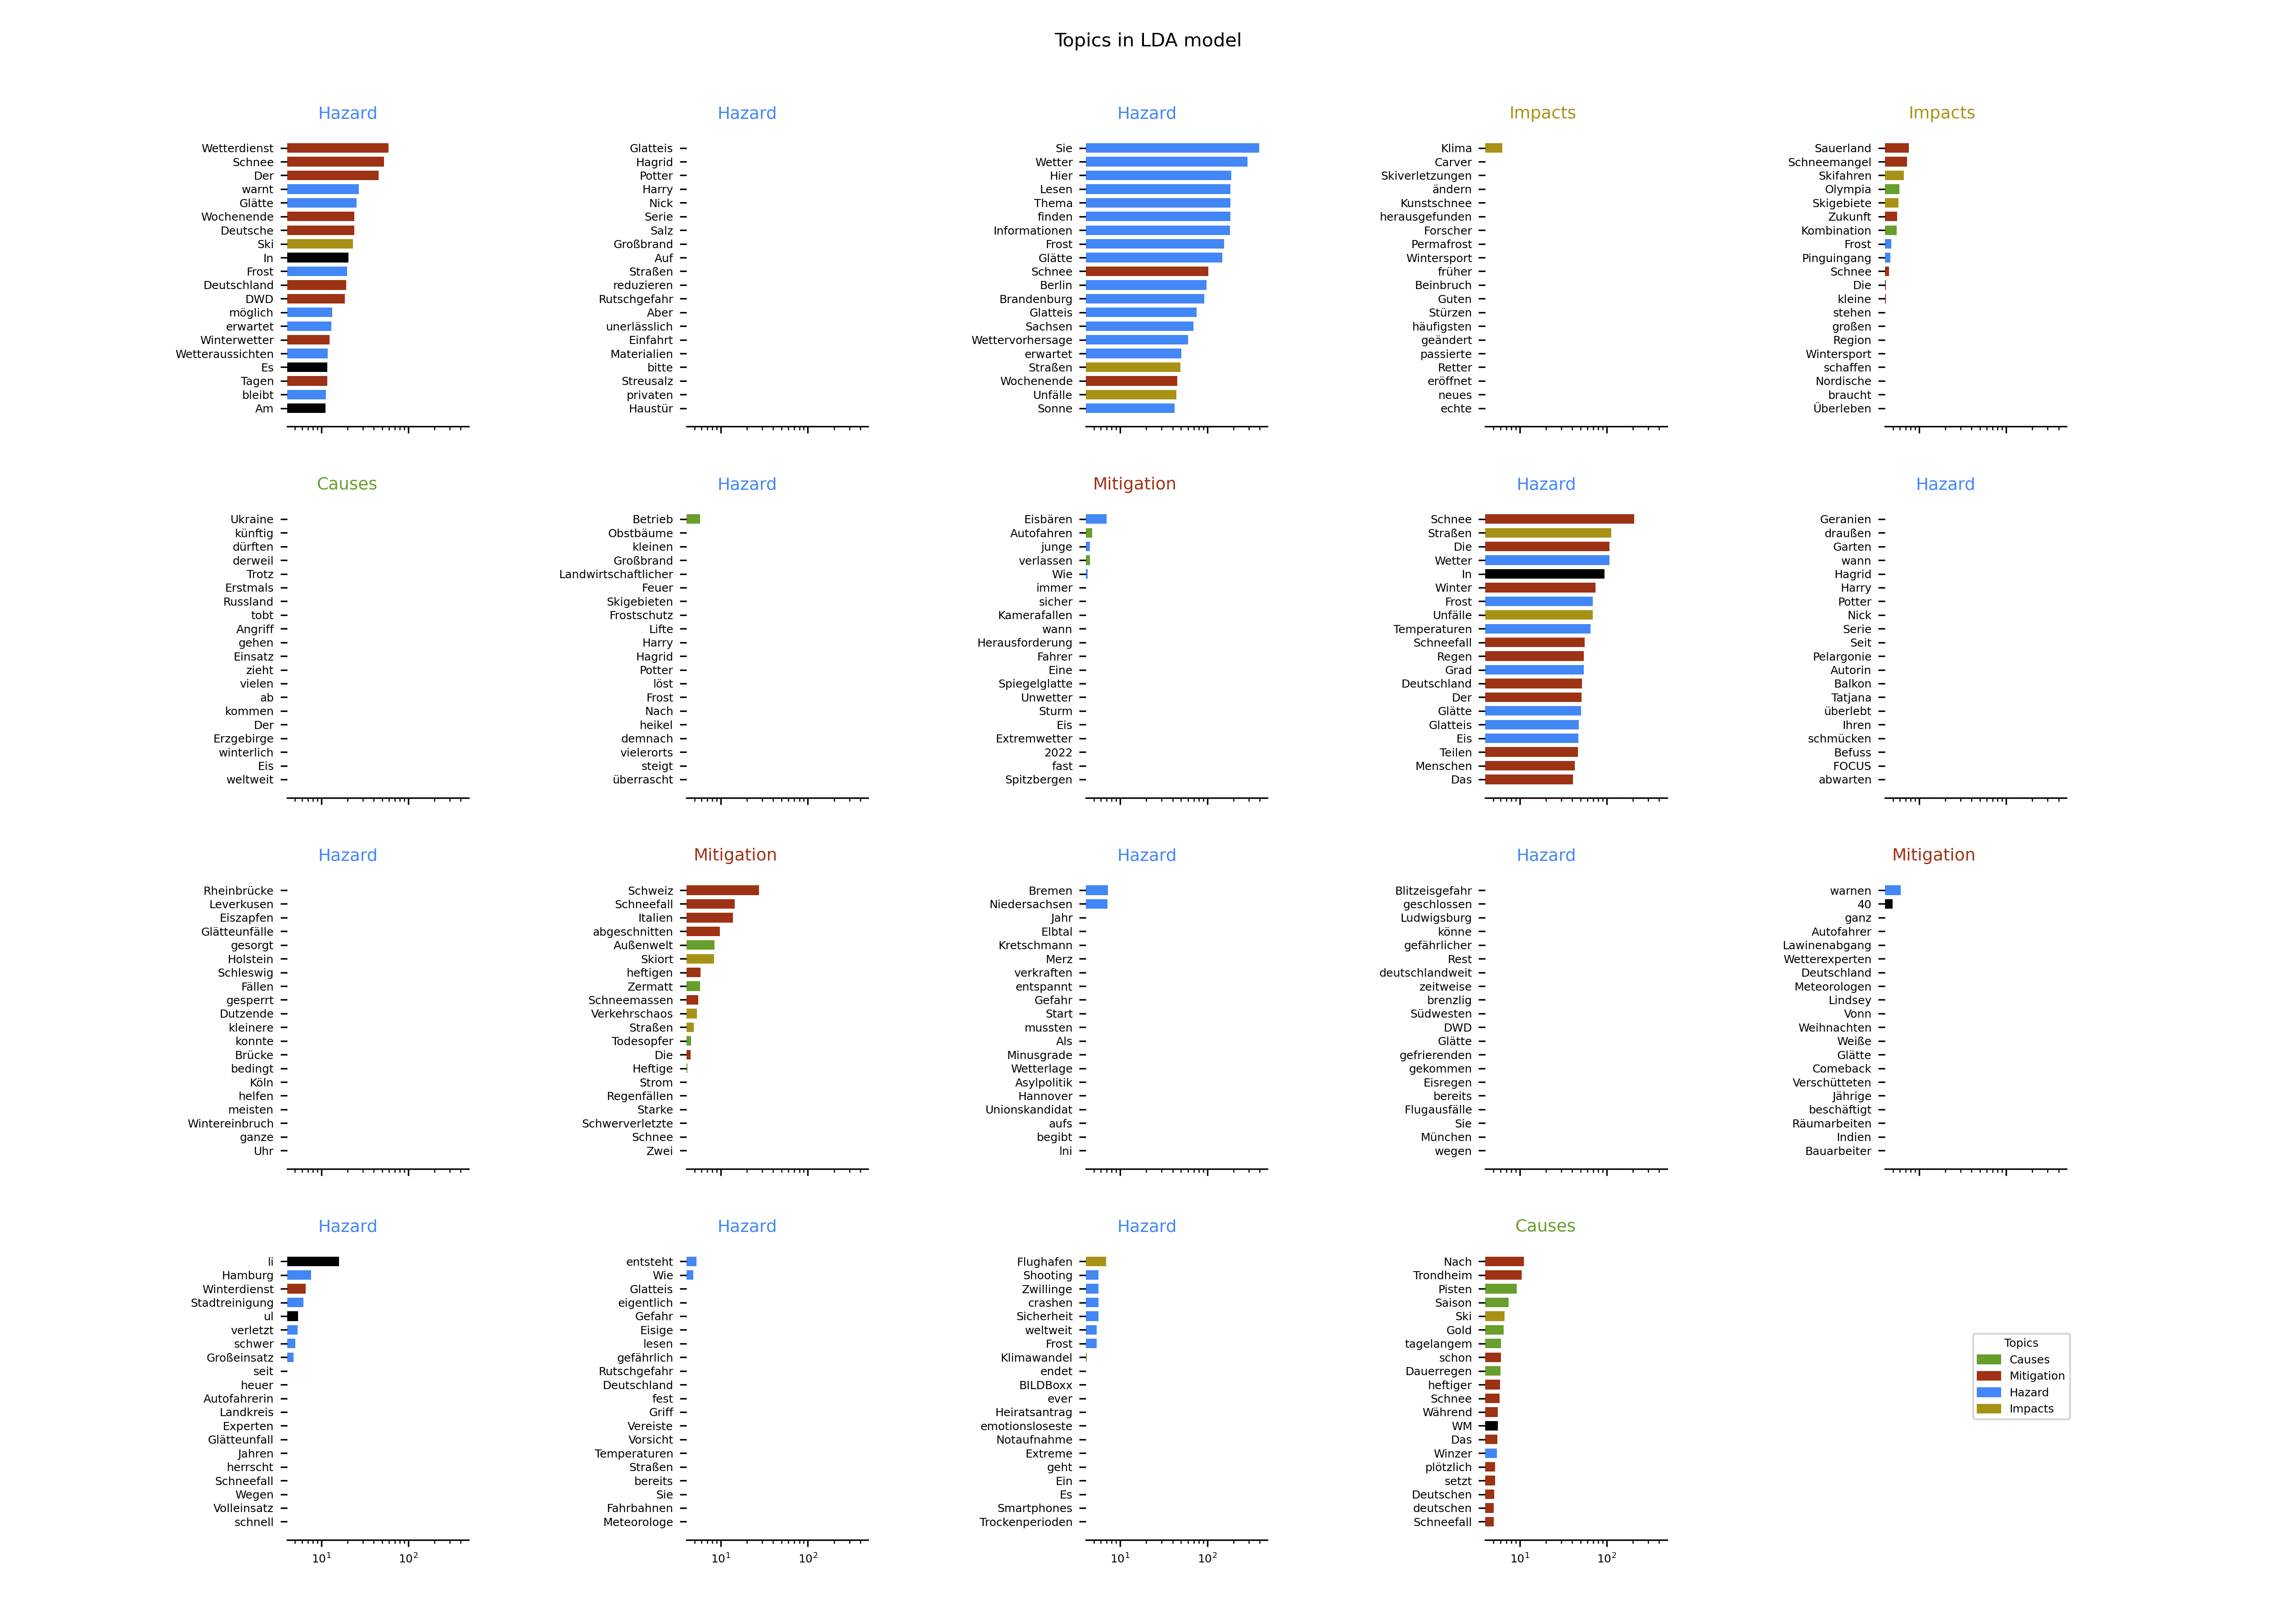 Topics in LDA model
Hazard
Wetterdienst
Schnee
Der
warnt
Glätte
Wochenende
Deutsche
Ski
In
Frost
Deutschland
DWD
möglich
erwartet
Winterwetter
Wetteraussichten
Es
Tagen
bleibt
Am
Hazard
Glatteis
Hagrid
Potter
Harry
Nick
Serie
Salz
Großbrand
Auf
Straßen
reduzieren
Rutschgefahr
Aber
unerlässlich
Einfahrt
Materialien
bitte
Streusalz
privaten
Haustür
Hazard
Sie
Wetter
Hier
Lesen
Thema
finden
Informationen
Frost
Glätte
Schnee
Berlin
Brandenburg
Glatteis
Sachsen
Wettervorhersage
erwartet
Straßen
Wochenende
Unfälle
Sonne
Impacts
Klima
Carver
Skiverletzungen
ändern
Kunstschnee
herausgefunden
Forscher
Permafrost
Wintersport
früher
Beinbruch
Guten
Stürzen
häufigsten
geändert
passierte
Retter
eröffnet
neues
echte
Impacts
Sauerland
Schneemangel
Skifahren
Olympia
Skigebiete
Zukunft
Kombination
Frost
Pinguingang
Schnee
Die
kleine
stehen
großen
Region
Wintersport
schaffen
Nordische
braucht
Überleben
Causes
Ukraine
künftig
dürften
derweil
Trotz
Erstmals
Russland
tobt
Angriff
gehen
Einsatz
zieht
vielen
ab
kommen
Der
Erzgebirge
winterlich
Eis
weltweit
Hazard
Betrieb
Obstbäume
kleinen
Großbrand
Landwirtschaftlicher
Feuer
Skigebieten
Frostschutz
Lifte
Harry
Hagrid
Potter
löst
Frost
Nach
heikel
demnach
vielerorts
steigt
überrascht
Mitigation
Eisbären
Autofahren
junge
verlassen
Wie
immer
sicher
Kamerafallen
wann
Herausforderung
Fahrer
Eine
Spiegelglatte
Unwetter
Sturm
Eis
Extremwetter
2022
fast
Spitzbergen
Hazard
Schnee
Straßen
Die
Wetter
In
Winter
Frost
Unfälle
Temperaturen
Schneefall
Regen
Grad
Deutschland
Der
Glätte
Glatteis
Eis
Teilen
Menschen
Das
Hazard
Geranien
draußen
Garten
wann
Hagrid
Harry
Potter
Nick
Serie
Seit
Pelargonie
Autorin
Balkon
Tatjana
überlebt
Ihren
schmücken
Befuss
FOCUS
abwarten
Hazard
Rheinbrücke
Leverkusen
Eiszapfen
Glätteunfälle
gesorgt
Holstein
Schleswig
Fällen
gesperrt
Dutzende
kleinere
konnte
Brücke
bedingt
Köln
helfen
meisten
Wintereinbruch
ganze
Uhr
Mitigation
Schweiz
Schneefall
Italien
abgeschnitten
Außenwelt
Skiort
heftigen
Zermatt
Schneemassen
Verkehrschaos
Straßen
Todesopfer
Die
Heftige
Strom
Regenfällen
Starke
Schwerverletzte
Schnee
Zwei
Hazard
Bremen
Niedersachsen
Jahr
Elbtal
Kretschmann
Merz
verkraften
entspannt
Gefahr
Start
mussten
Als
Minusgrade
Wetterlage
Asylpolitik
Hannover
Unionskandidat
aufs
begibt
Ini
Hazard
Blitzeisgefahr
geschlossen
Ludwigsburg
könne
gefährlicher
Rest
deutschlandweit
zeitweise
brenzlig
Südwesten
DWD
Glätte
gefrierenden
gekommen
Eisregen
bereits
Flugausfälle
Sie
München
wegen
Mitigation
warnen
40
ganz
Autofahrer
Lawinenabgang
Wetterexperten
Deutschland
Meteorologen
Lindsey
Vonn
Weihnachten
Weiße
Glätte
Comeback
Verschütteten
Jährige
beschäftigt
Räumarbeiten
Indien
Bauarbeiter
Hazard
li
Hamburg
Winterdienst
Stadtreinigung
ul
verletzt
schwer
Großeinsatz
seit
heuer
Autofahrerin
Landkreis
Experten
Glätteunfall
Jahren
herrscht
Schneefall
Wegen
Volleinsatz
schnell
10¹ 10²
Hazard
entsteht
Wie
Glatteis
eigentlich
Gefahr
Eisige
lesen
gefährlich
Rutschgefahr
Deutschland
fest
Griff
Vereiste
Vorsicht
Temperaturen
Straßen
bereits
Sie
Fahrbahnen
Meteorologe
10¹ 10²
Hazard
Flughafen
Shooting
Zwillinge
crashen
Sicherheit
weltweit
Frost
Klimawandel
endet
BILDBoxx
ever
Heiratsantrag
emotionsloseste
Notaufnahme
Extreme
geht
Ein
Es
Smartphones
Trockenperioden
10¹ 10²
Causes
Nach
Trondheim
Pisten
Saison
Ski
Gold
tagelangem
schon
Dauerregen
heftiger
Schnee
Während
WM
Das
Winzer
plötzlich
setzt
Deutschen
deutschen
Schneefall
10¹ 10²
Topics
Causes
Mitigation
Hazard
Impacts